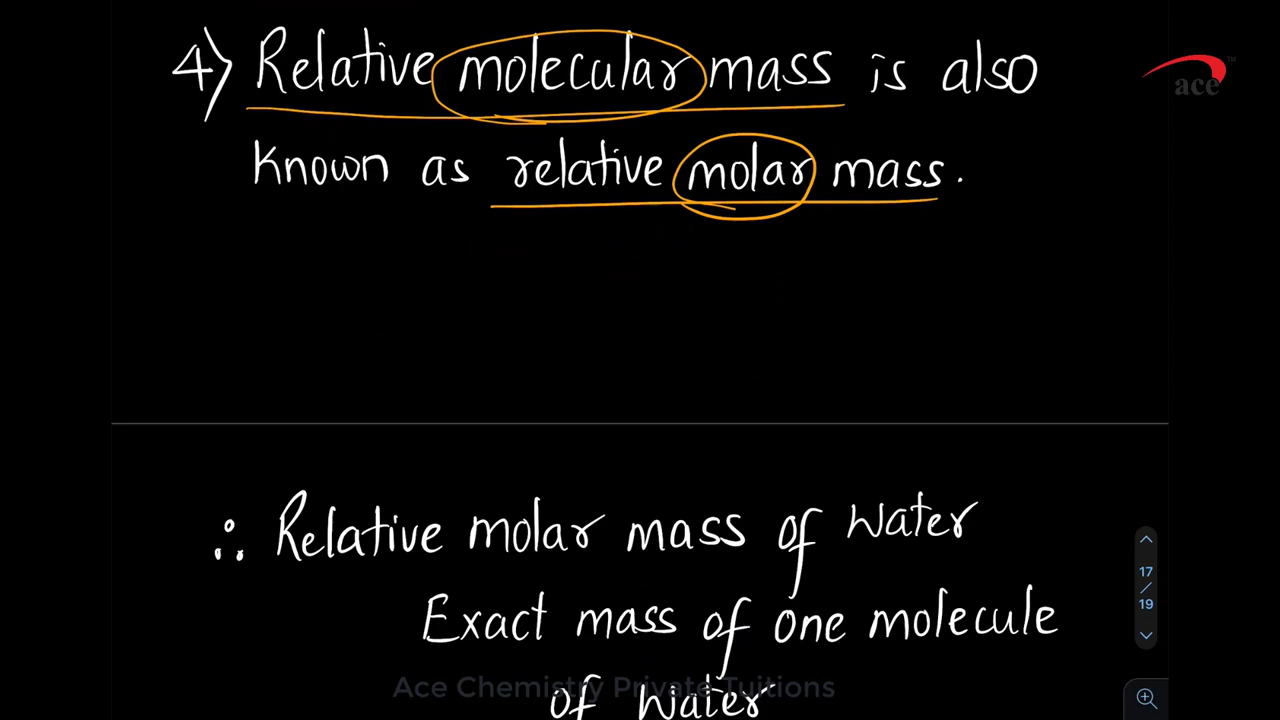 4) Relative molecular mass is also
known as relative molar mass.
ace™
∴ Relative molar mass of water
Exact mass of one molecule
of water
17
/
19
Ace Chemistry Private Tuitions